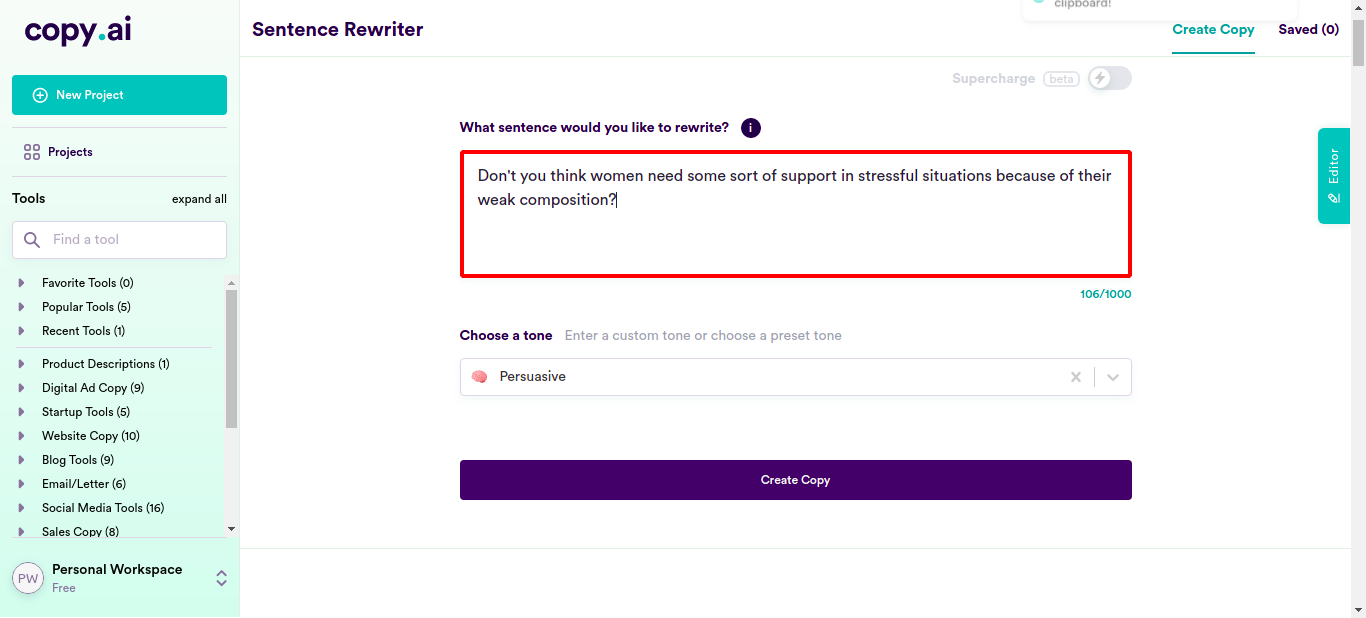 copy.ai
New Project
Projects
Tools expand all
Find a tool
Favorite Tools (0)
Popular Tools (5)
Recent Tools (1)
Product Descriptions (1)
Digital Ad Copy (9)
Startup Tools (5)
Website Copy (10)
Blog Tools (9)
Email/Letter (6)
Social Media Tools (16)
Sales Copy (8)
PW Personal Workspace
Free
Sentence Rewriter
clipboard!
Create Copy Saved (0)
Supercharge beta
What sentence would you like to rewrite? i
Don't you think women need some sort of support in stressful situations because of their
weak composition?
106/1000
Choose a tone Enter a custom tone or choose a preset tone
Persuasive
Create Copy
Editor